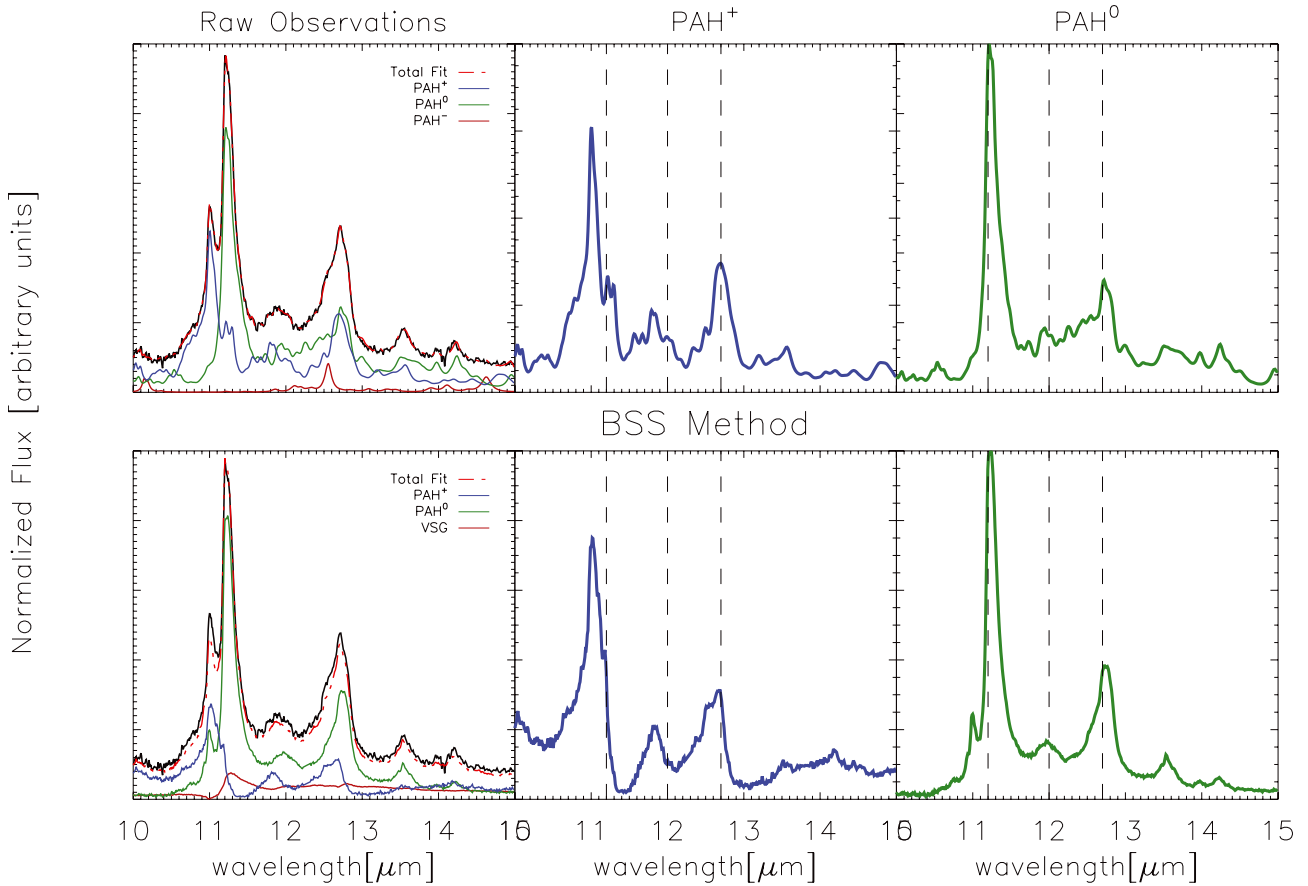 Raw Observations
PAH+
PAH0
Total Fit
PAH+
PAH0
PAH−
Normalized Flux [arbitrary units]
BSS Method
Total Fit
PAH+
PAH0
VSG
10 11 12 13 14 15
10 11 12 13 14 15
10 11 12 13 14 15
wavelength[μm]
wavelength[μm]
wavelength[μm]